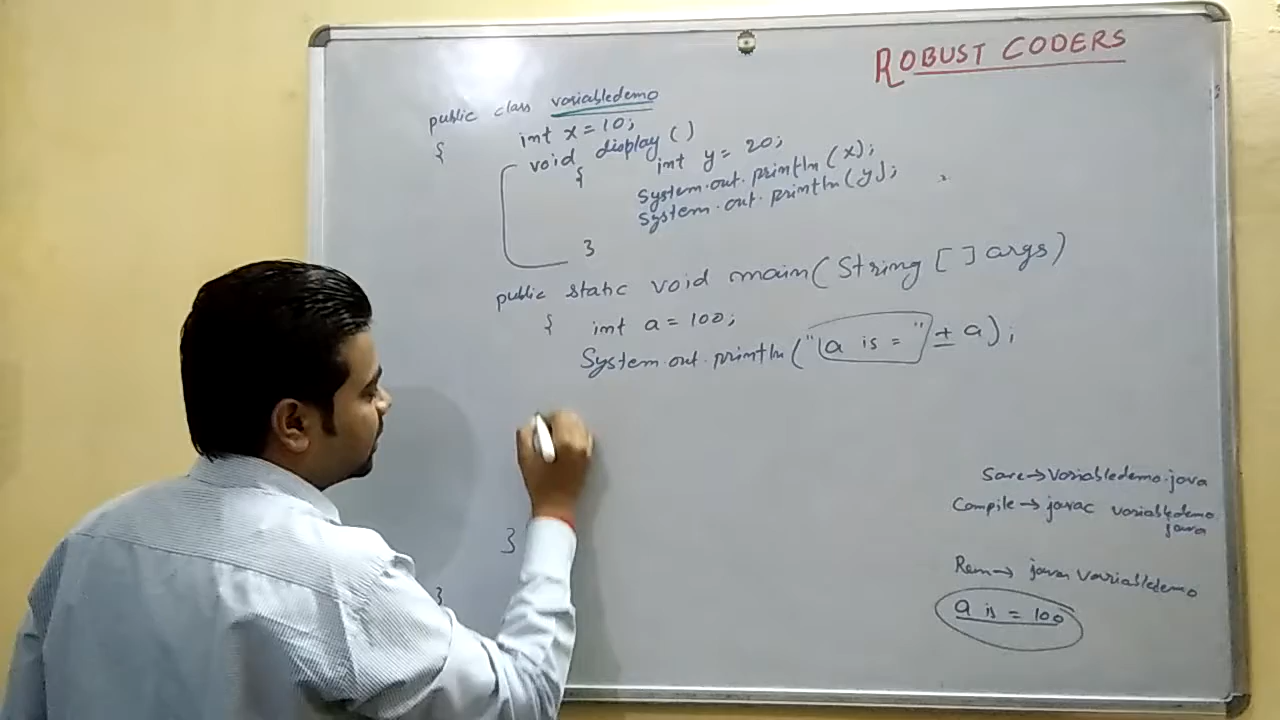 ROBUST CODERS
public class variabledemo
{ int x = 10;
void display ( )
{ int y = 20;
System.out.println (x);
System.out.println (y);
}
public static void main( String [ ] args)
{ int a = 100;
System.out.println ("a is = " + a);
}
}
Save → Variabledemo.java
Compile → javac variabledemo
java
Run → java Variabledemo
a is = 100